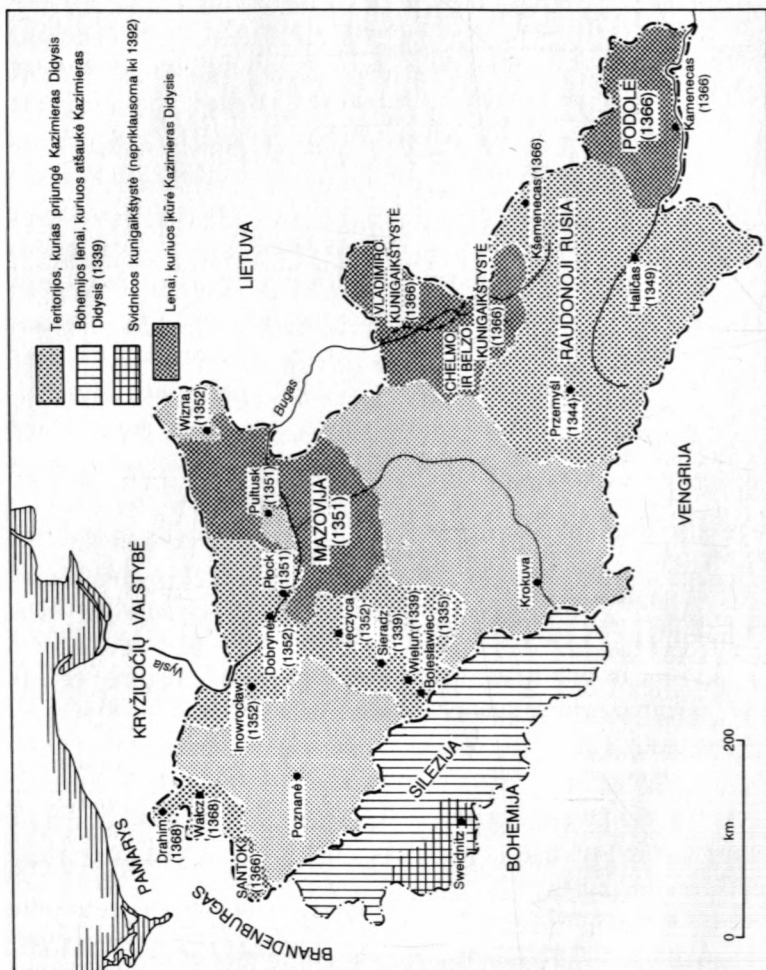 Teritorijos, kurias prijungė Kazimieras Didysis
Bohemijos lenai, kuriuos atšaukė Kazimieras
Didysis (1339)
Svidnicos kunigaikštystė (nepriklausoma iki 1392)
Lenai, kuriuos įkūrė Kazimieras Didysis
PAMARYS
KRYŽIUOČIŲ VALSTYBĖ
LIETUVA
BRANDENBURGAS
Vysla
Drahim
(1368)
Wałcz
(1368)
SANTOK
(1366)
Inowrocław
(1352)
Dobrynė
(1352)
Płock
(1351)
Pułtusk
(1351)
Wizna
(1352)
Bugas
Poznanė
Łęczyca
(1352)
MAZOVIJA
(1351)
Sieradz
(1339)
Wieluń (1339)
Bolesławiec
(1335)
VLADIMIRO
KUNIGAIKŠTYSTĖ
(1366)
CHELMO
IR BELZO
KUNIGAIKŠTYSTĖ
(1366)
Kšemenecas (1366)
PODOLĖ
(1366)
Kamenecas
(1366)
RAUDONOJI RUSIA
Haličas
(1349)
Przemyśl
(1344)
Krokuva
SILEZIJA
Sweidnitz
BOHEMIJA
VENGRIJA
0 km 200